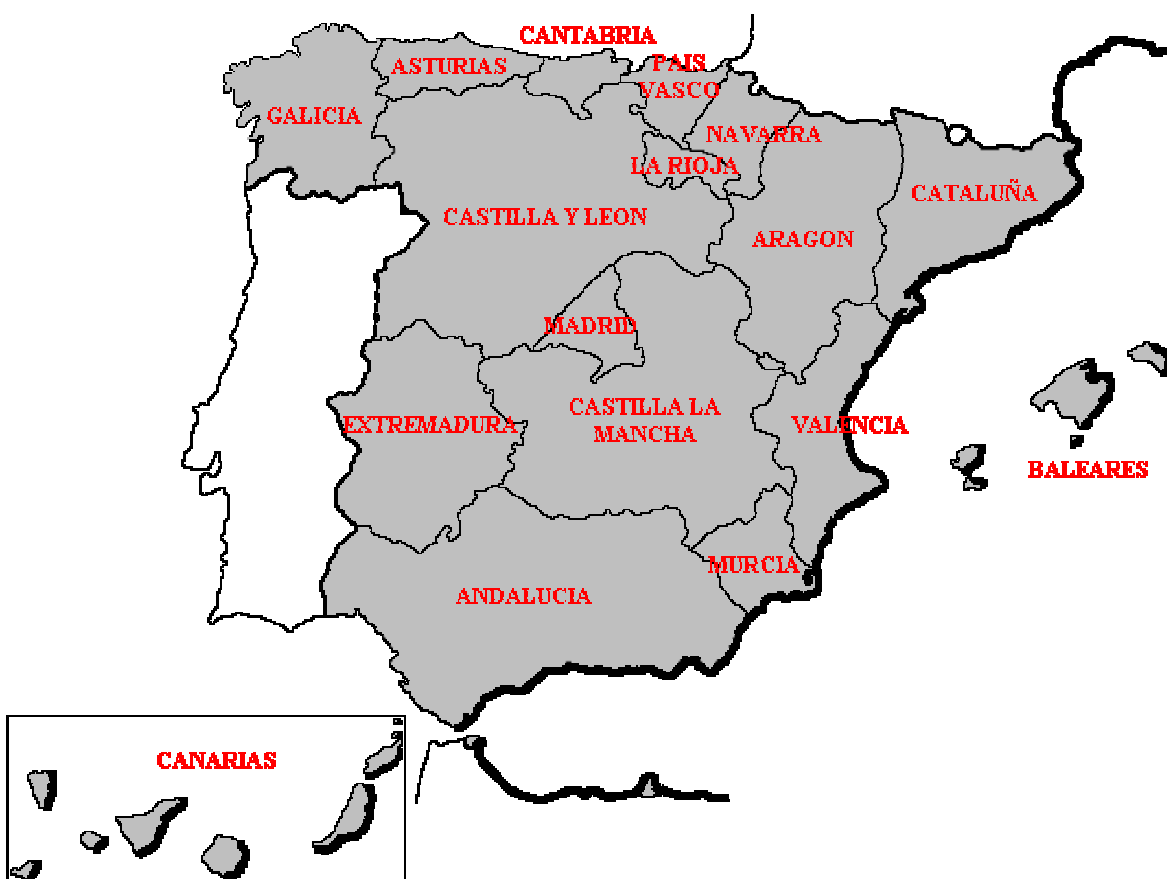 CANTABRIA
ASTURIAS
PAIS
VASCO
GALICIA
NAVARRA
LA RIOJA
CATALUÑA
CASTILLA Y LEON
ARAGON
MADRID
EXTREMADURA
CASTILLA LA
MANCHA
VALENCIA
BALEARES
MURCIA
ANDALUCIA
CANARIAS